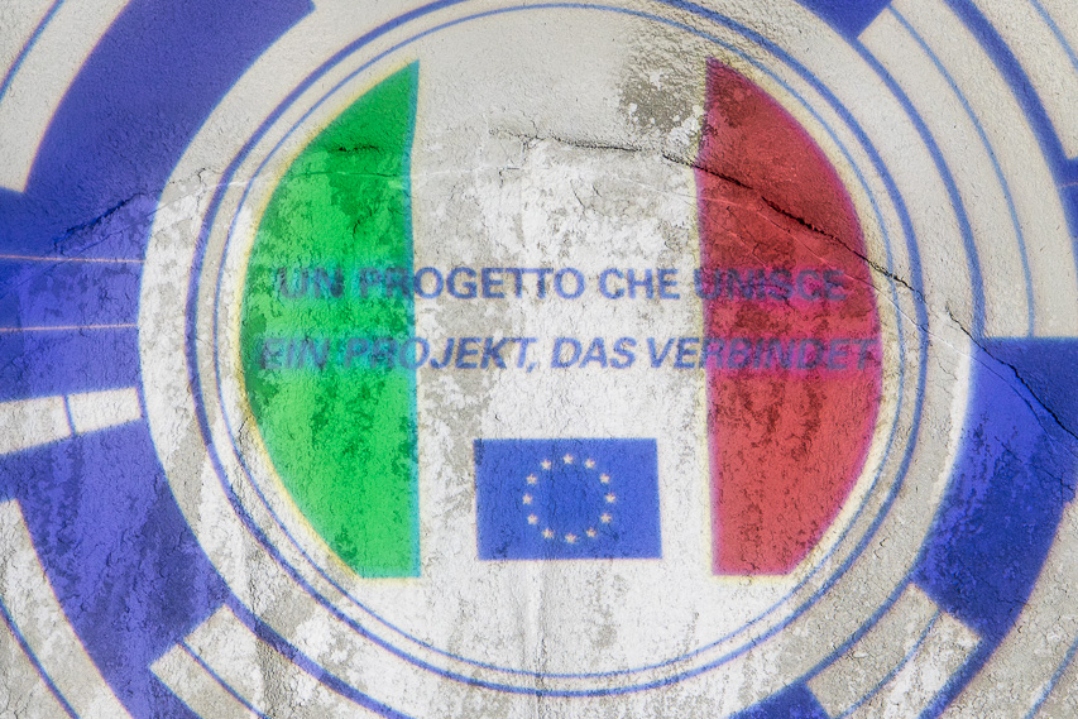 UN PROGETTO CHE UNISCE
EIN PROJEKT, DAS VERBINDET